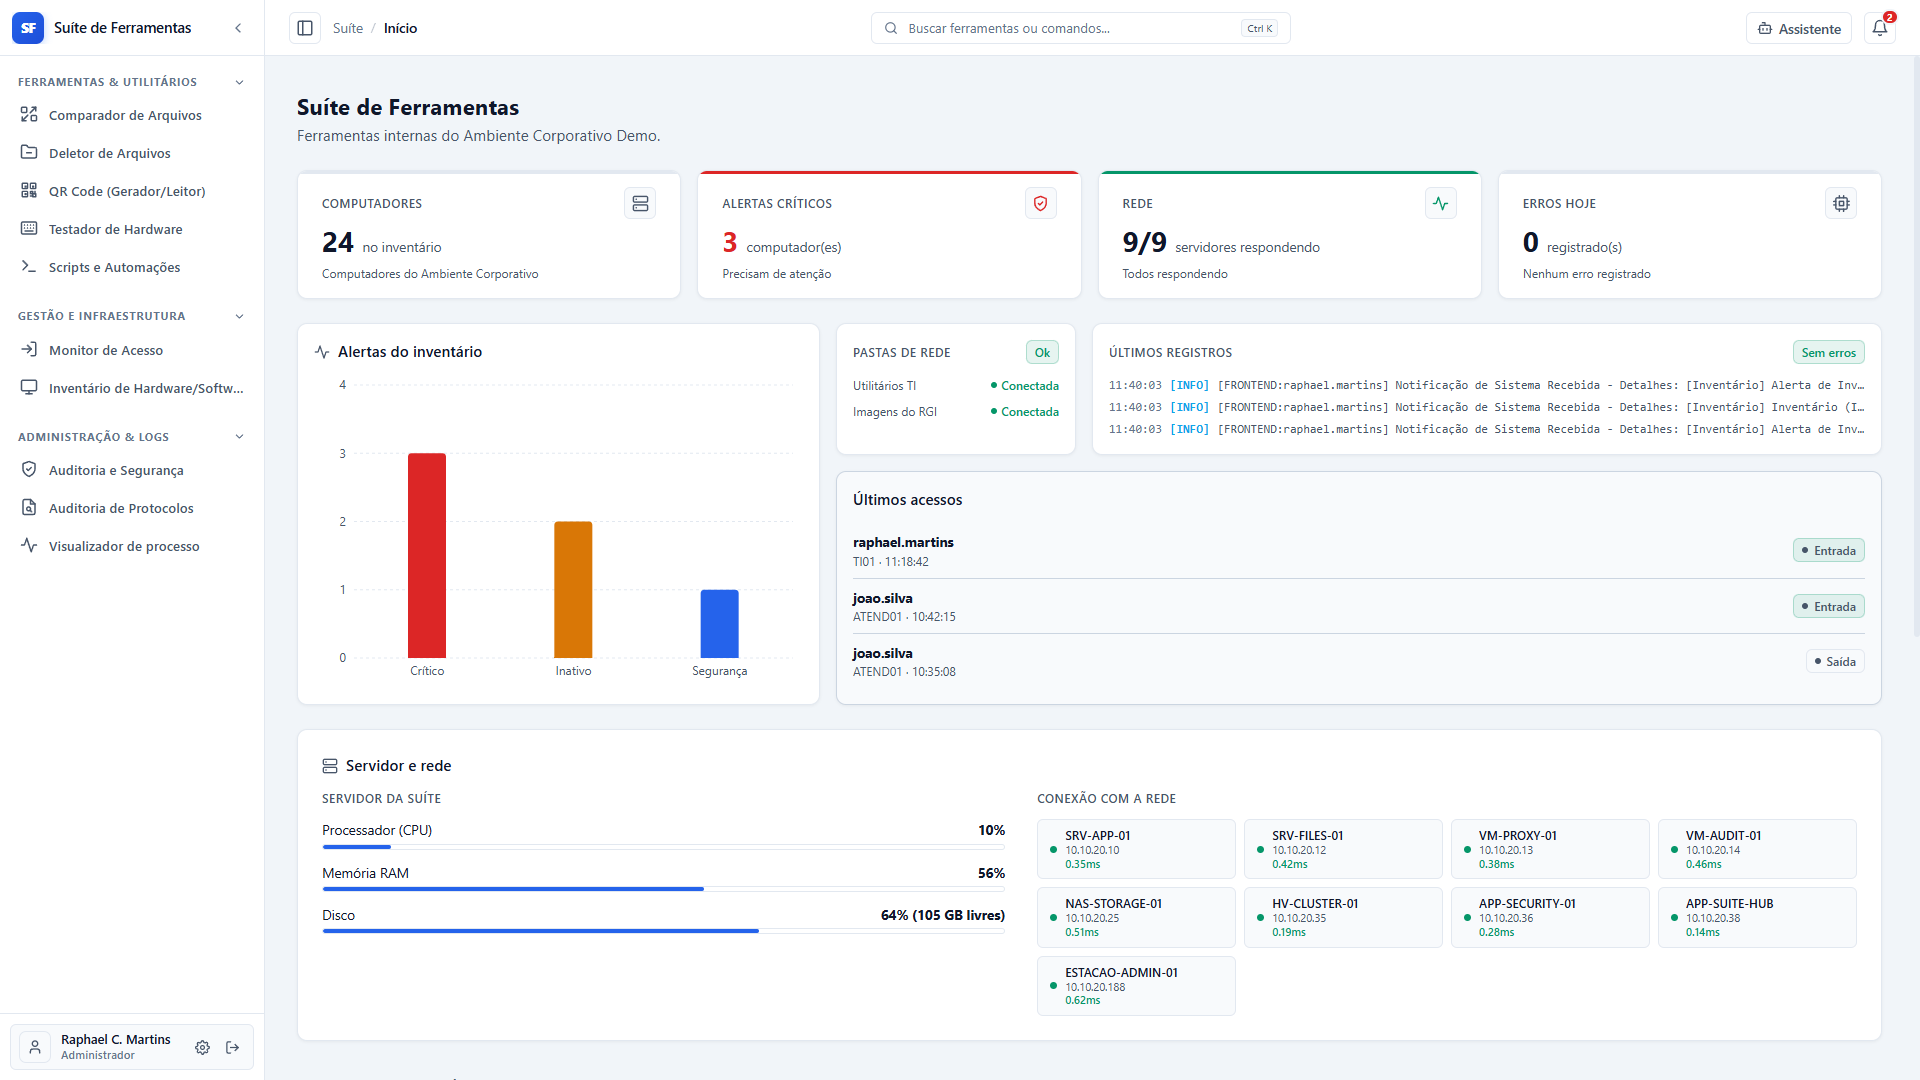 SF Suíte de Ferramentas
FERRAMENTAS & UTILITÁRIOS
Comparador de Arquivos
Deletor de Arquivos
QR Code (Gerador/Leitor)
Testador de Hardware
Scripts e Automações
GESTÃO E INFRAESTRUTURA
Monitor de Acesso
Inventário de Hardware/Softw...
ADMINISTRAÇÃO & LOGS
Auditoria e Segurança
Auditoria de Protocolos
Visualizador de processo
Raphael C. Martins
Administrador
Suíte / Início
Buscar ferramentas ou comandos...
Ctrl K
Assistente
2
Suíte de Ferramentas
Ferramentas internas do Ambiente Corporativo Demo.
COMPUTADORES
24 no inventário
Computadores do Ambiente Corporativo
ALERTAS CRÍTICOS
3 computador(es)
Precisam de atenção
REDE
9/9 servidores respondendo
Todos respondendo
ERROS HOJE
0 registrado(s)
Nenhum erro registrado
Alertas do inventário
4
3
2
1
0
Crítico
Inativo
Segurança
PASTAS DE REDE
Ok
Utilitários TI
Conectada
Imagens do RGI
Conectada
ÚLTIMOS REGISTROS
Sem erros
11:40:03 [INFO] [FRONTEND:raphael.martins] Notificação de Sistema Recebida - Detalhes: [Inventário] Alerta de Inv...
11:40:03 [INFO] [FRONTEND:raphael.martins] Notificação de Sistema Recebida - Detalhes: [Inventário] Inventário (I...
11:40:03 [INFO] [FRONTEND:raphael.martins] Notificação de Sistema Recebida - Detalhes: [Inventário] Alerta de Inv...
Últimos acessos
raphael.martins
TI01 · 11:18:42
Entrada
joao.silva
ATEND01 · 10:42:15
Entrada
joao.silva
ATEND01 · 10:35:08
Saída
Servidor e rede
SERVIDOR DA SUÍTE
Processador (CPU)
10%
Memória RAM
56%
Disco
64% (105 GB livres)
CONEXÃO COM A REDE
SRV-APP-01
10.10.20.10
0.35ms
SRV-FILES-01
10.10.20.12
0.42ms
VM-PROXY-01
10.10.20.13
0.38ms
VM-AUDIT-01
10.10.20.14
0.46ms
NAS-STORAGE-01
10.10.20.25
0.51ms
HV-CLUSTER-01
10.10.20.35
0.19ms
APP-SECURITY-01
10.10.20.36
0.28ms
APP-SUITE-HUB
10.10.20.38
0.14ms
ESTACAO-ADMIN-01
10.10.20.188
0.62ms